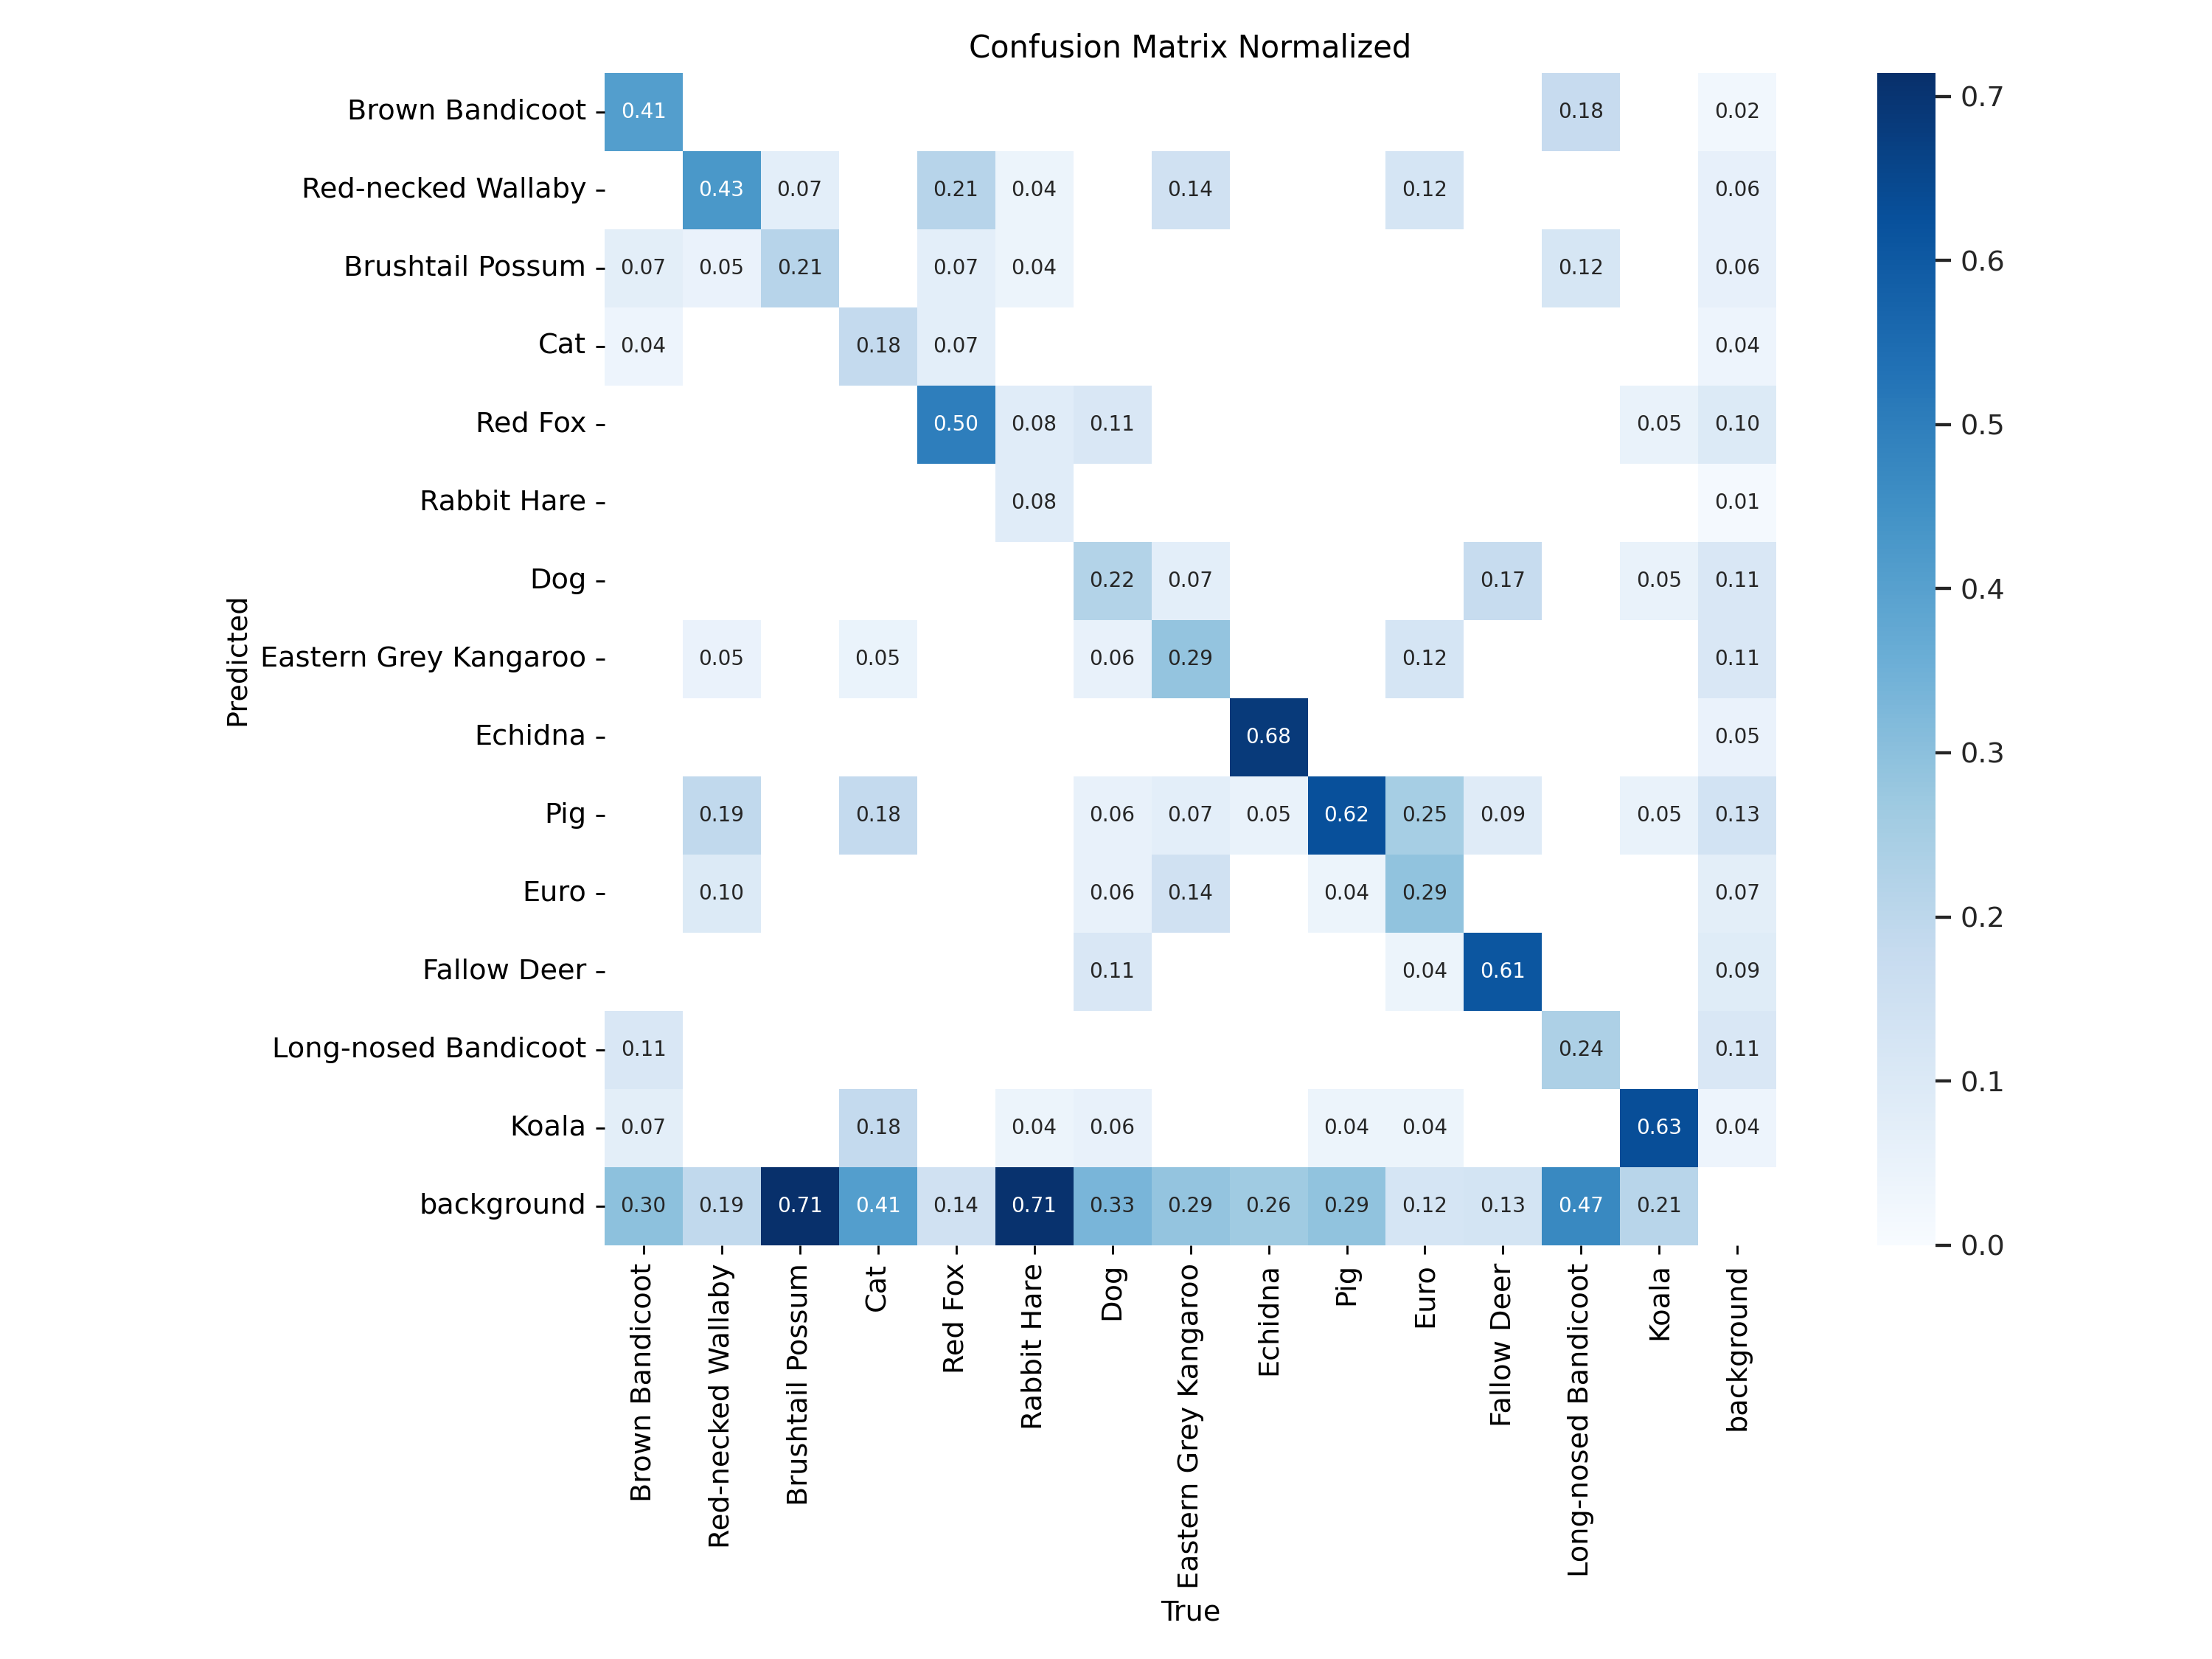 Confusion Matrix Normalized
Brown Bandicoot 0.41 0.18 0.02
Red-necked Wallaby 0.43 0.07 0.21 0.04 0.14 0.12 0.06
Brushtail Possum 0.07 0.05 0.21 0.07 0.04 0.12 0.06
Cat 0.04 0.18 0.07 0.04
Red Fox 0.50 0.08 0.11 0.05 0.10
Rabbit Hare 0.08 0.01
Dog 0.22 0.07 0.17 0.05 0.11
Eastern Grey Kangaroo 0.05 0.05 0.06 0.29 0.12 0.11
Echidna 0.68 0.05
Pig 0.19 0.18 0.06 0.07 0.05 0.62 0.25 0.09 0.05 0.13
Euro 0.10 0.06 0.14 0.04 0.29 0.07
Fallow Deer 0.11 0.04 0.61 0.09
Long-nosed Bandicoot 0.11 0.24 0.11
Koala 0.07 0.18 0.04 0.06 0.04 0.04 0.63 0.04
background 0.30 0.19 0.71 0.41 0.14 0.71 0.33 0.29 0.26 0.29 0.12 0.13 0.47 0.21
Predicted
Brown Bandicoot
Red-necked Wallaby
Brushtail Possum
Cat
Red Fox
Rabbit Hare
Dog
Eastern Grey Kangaroo
Echidna
Pig
Euro
Fallow Deer
Long-nosed Bandicoot
Koala
background
True
0.7
0.6
0.5
0.4
0.3
0.2
0.1
0.0